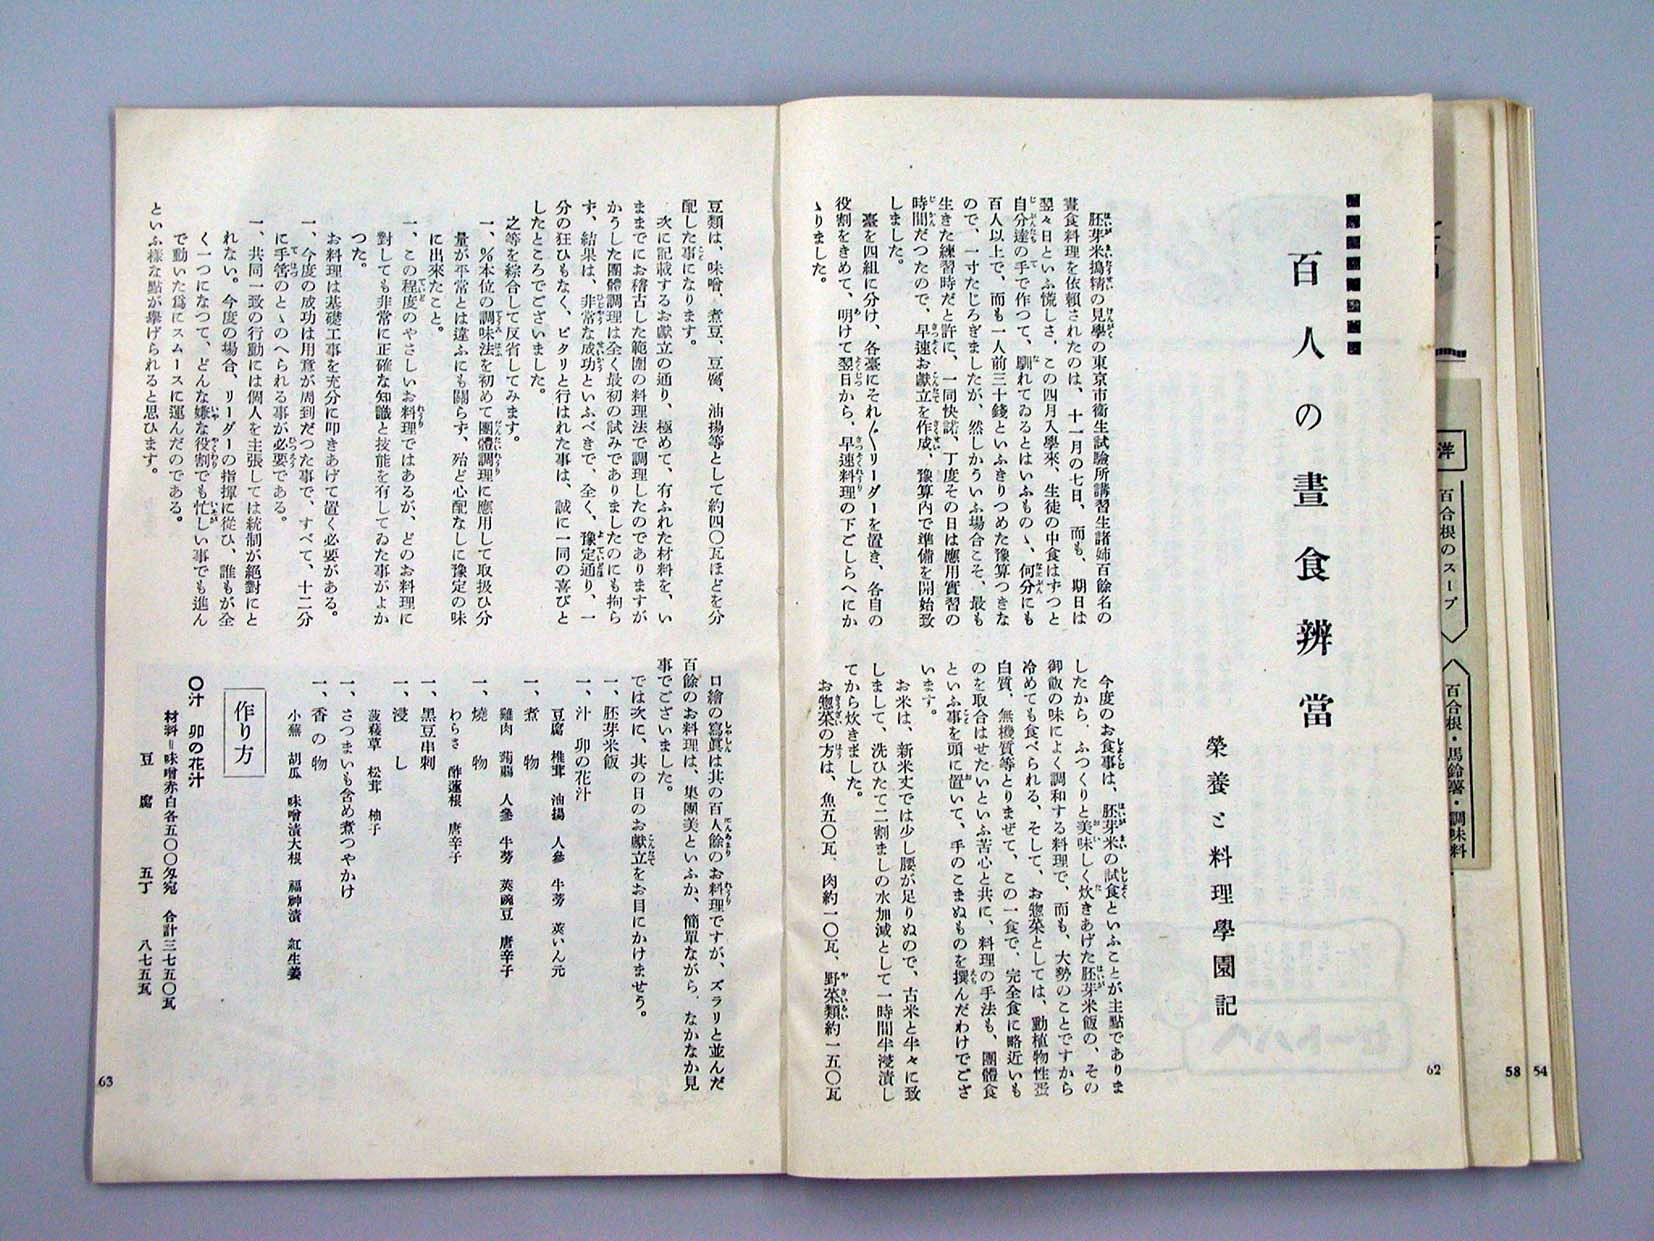 百人の晝食辨當
榮養と料理學園記
胚芽米搗精の見學の東京市衞生試驗所講習生諸姉百餘名の
晝食料理を依賴されたのは、十一月の七日、而も、期日は
翌々日といふ慌しさ、この四月入學來、生徒の中食はずつと
自分達の手で作つて、馴れてゐるとはいふものゝ、何分にも
百人以上で、而も一人前三十錢といふきりつめた豫算つきな
ので、一寸たじろぎましたが、然しかういふ場合こそ、最も
生きた練習時だと許に、一同快諾、丁度その日は應用實習の
時間だつたので、早速お獻立を作成、豫算内で準備を開始致
しました。
臺を四組に分け、各臺にそれ〴〵リーダーを置き、各自の
役割をきめて、明けて翌日から、早速料理の下ごしらへにか
ゝりました。
今度のお食事は、胚芽米の試食といふことが主點でありま
したから、ふつくりと美味しく炊きあげた胚芽米飯の、その
御飯の味によく調和する料理で、而も、大勢のことですから
冷めても食べられる、そして、お惣菜としては、動植物性蛋
白質、無機質等とりまぜて、この一食で、完全食に略近いも
のを取合はせたいといふ苦心と共に、料理の手法も、團體食
といふ事を頭に置いて、手のこまぬものを撰んだわけでござ
います。
お米は、新米丈では少し腰が足りぬので、古米と半々に致
しまして、洗ひたて二割ましの水加減として一時間半浸漬し
てから炊きました。
お惣菜の方は、魚五〇瓦、肉約一〇瓦、野菜類約一五〇瓦
62
豆類は、味噌、煮豆、豆腐、油揚等として約四〇瓦ほどを分
配した事になります。
次に記載するお獻立の通り、極めて、有ふれた材料を、い
ままでにお稽古した範圍の料理法で調理したのでありますが
かうした團體調理は全く最初の試みでありましたのにも拘ら
ず、結果は、非常な成功といふべきで、全く、豫定通り、一
分の狂ひもなく、ピタリと行はれた事は、誠に一同の喜びと
したところでございました。
之等を綜合して反省してみます。
一、％本位の調味法を初めて團體調理に應用して取扱ひ分
量が平常とは違ふにも關らず、殆ど心配なしに豫定の味
に出來たこと。
一、この程度のやさしいお料理ではあるが、どのお料理に
對しても非常に正確な知識と技能を有してゐた事がよか
つた。
お料理は基礎工事を充分に叩きあげて置く必要がある。
一、今度の成功は用意が周到だつた事で、すべて、十二分
に手筈のとゝのへられる事が必要である。
一、共同一致の行動には個人を主張しては統制が絕對にと
れない。今度の場合、リーダーの指揮に從ひ、誰もが全
く一つになつて、どんな嫌な役割でも忙しい事でも進ん
で動いた爲にスムースに運んだのである。
といふ樣な點が擧げられると思ひます。
口繪の寫眞は其の百人餘のお料理ですが、ズラリと並んだ
百餘のお料理は、集團美といふか、簡單ながら、なかなか見
事でございました。
では次に、其の日のお獻立をお目にかけませう。
一、胚芽米飯
一、汁　卯の花汁
豆腐　椎茸　油揚　人參　牛蒡　莢いん元
一、煮　物
雞肉　蒟蒻　人參　牛蒡　莢豌豆　唐辛子
一、燒　物
わらさ　酢蓮根　唐辛子
一、黑豆串刺
一、浸　し
菠薐草　松茸　柚子
一、さつまいも含め煮つやかけ
一、香の物
小蕪　胡瓜　味噌漬大根　福神漬　紅生姜
作り方
〇汁　卯の花汁
材料＝味噌赤白各五〇〇匁宛　合計三七五〇瓦
豆　腐　　五丁　　八七五瓦
63
洋
百合根のスープ
百合根・馬鈴薯・調味料
58
54